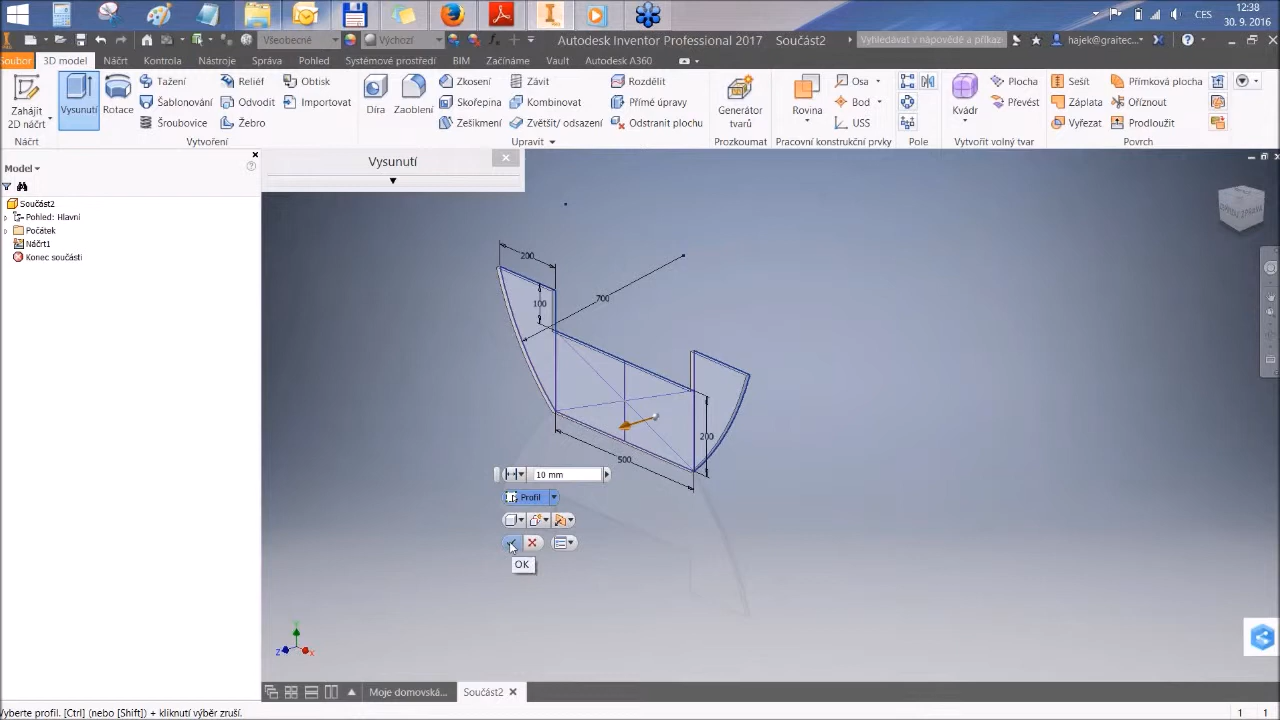 12:38
CES
30. 9. 2016
Všeobecné
Výchozí
Autodesk Inventor Professional 2017 Součást2
Vyhledávat v nápovědě a příkaz
hajek@graitec...
Soubor 3D model Náčrt Kontrola Nástroje Správa Pohled Systémové prostředí BIM Začínáme Vault Autodesk A360
Zahájit
2D náčrt
Vysunutí
Rotace
Tažení
Šablonování
Šroubovice
Reliéf
Odvodit
Žebro
Obtisk
Importovat
Díra
Zaoblení
Zkosení
Skořepina
Zešikmení
Závit
Kombinovat
Zvětšit/ odsazení
Rozdělit
Přímé úpravy
Odstranit plochu
Generátor
tvarů
Rovina
Osa
Bod
USS
Kvádr
Plocha
Převést
Sešít
Záplata
Vyřezat
Přímková plocha
Oříznout
Prodloužit
Náčrt
Vytvoření
Upravit
Prozkoumat
Pracovní konstrukční prvky
Pole
Vytvořit volný tvar
Povrch
Vysunutí
Model
Součást2
Pohled: Hlavní
Počátek
Náčrt1
Konec součásti
200
100
700
200
500
10 mm
Profil
OK
Y
Z
X
Moje domovská...
Součást2
Vyberte profil. [Ctrl] (nebo [Shift]) + kliknutí výběr zruší.
1 1